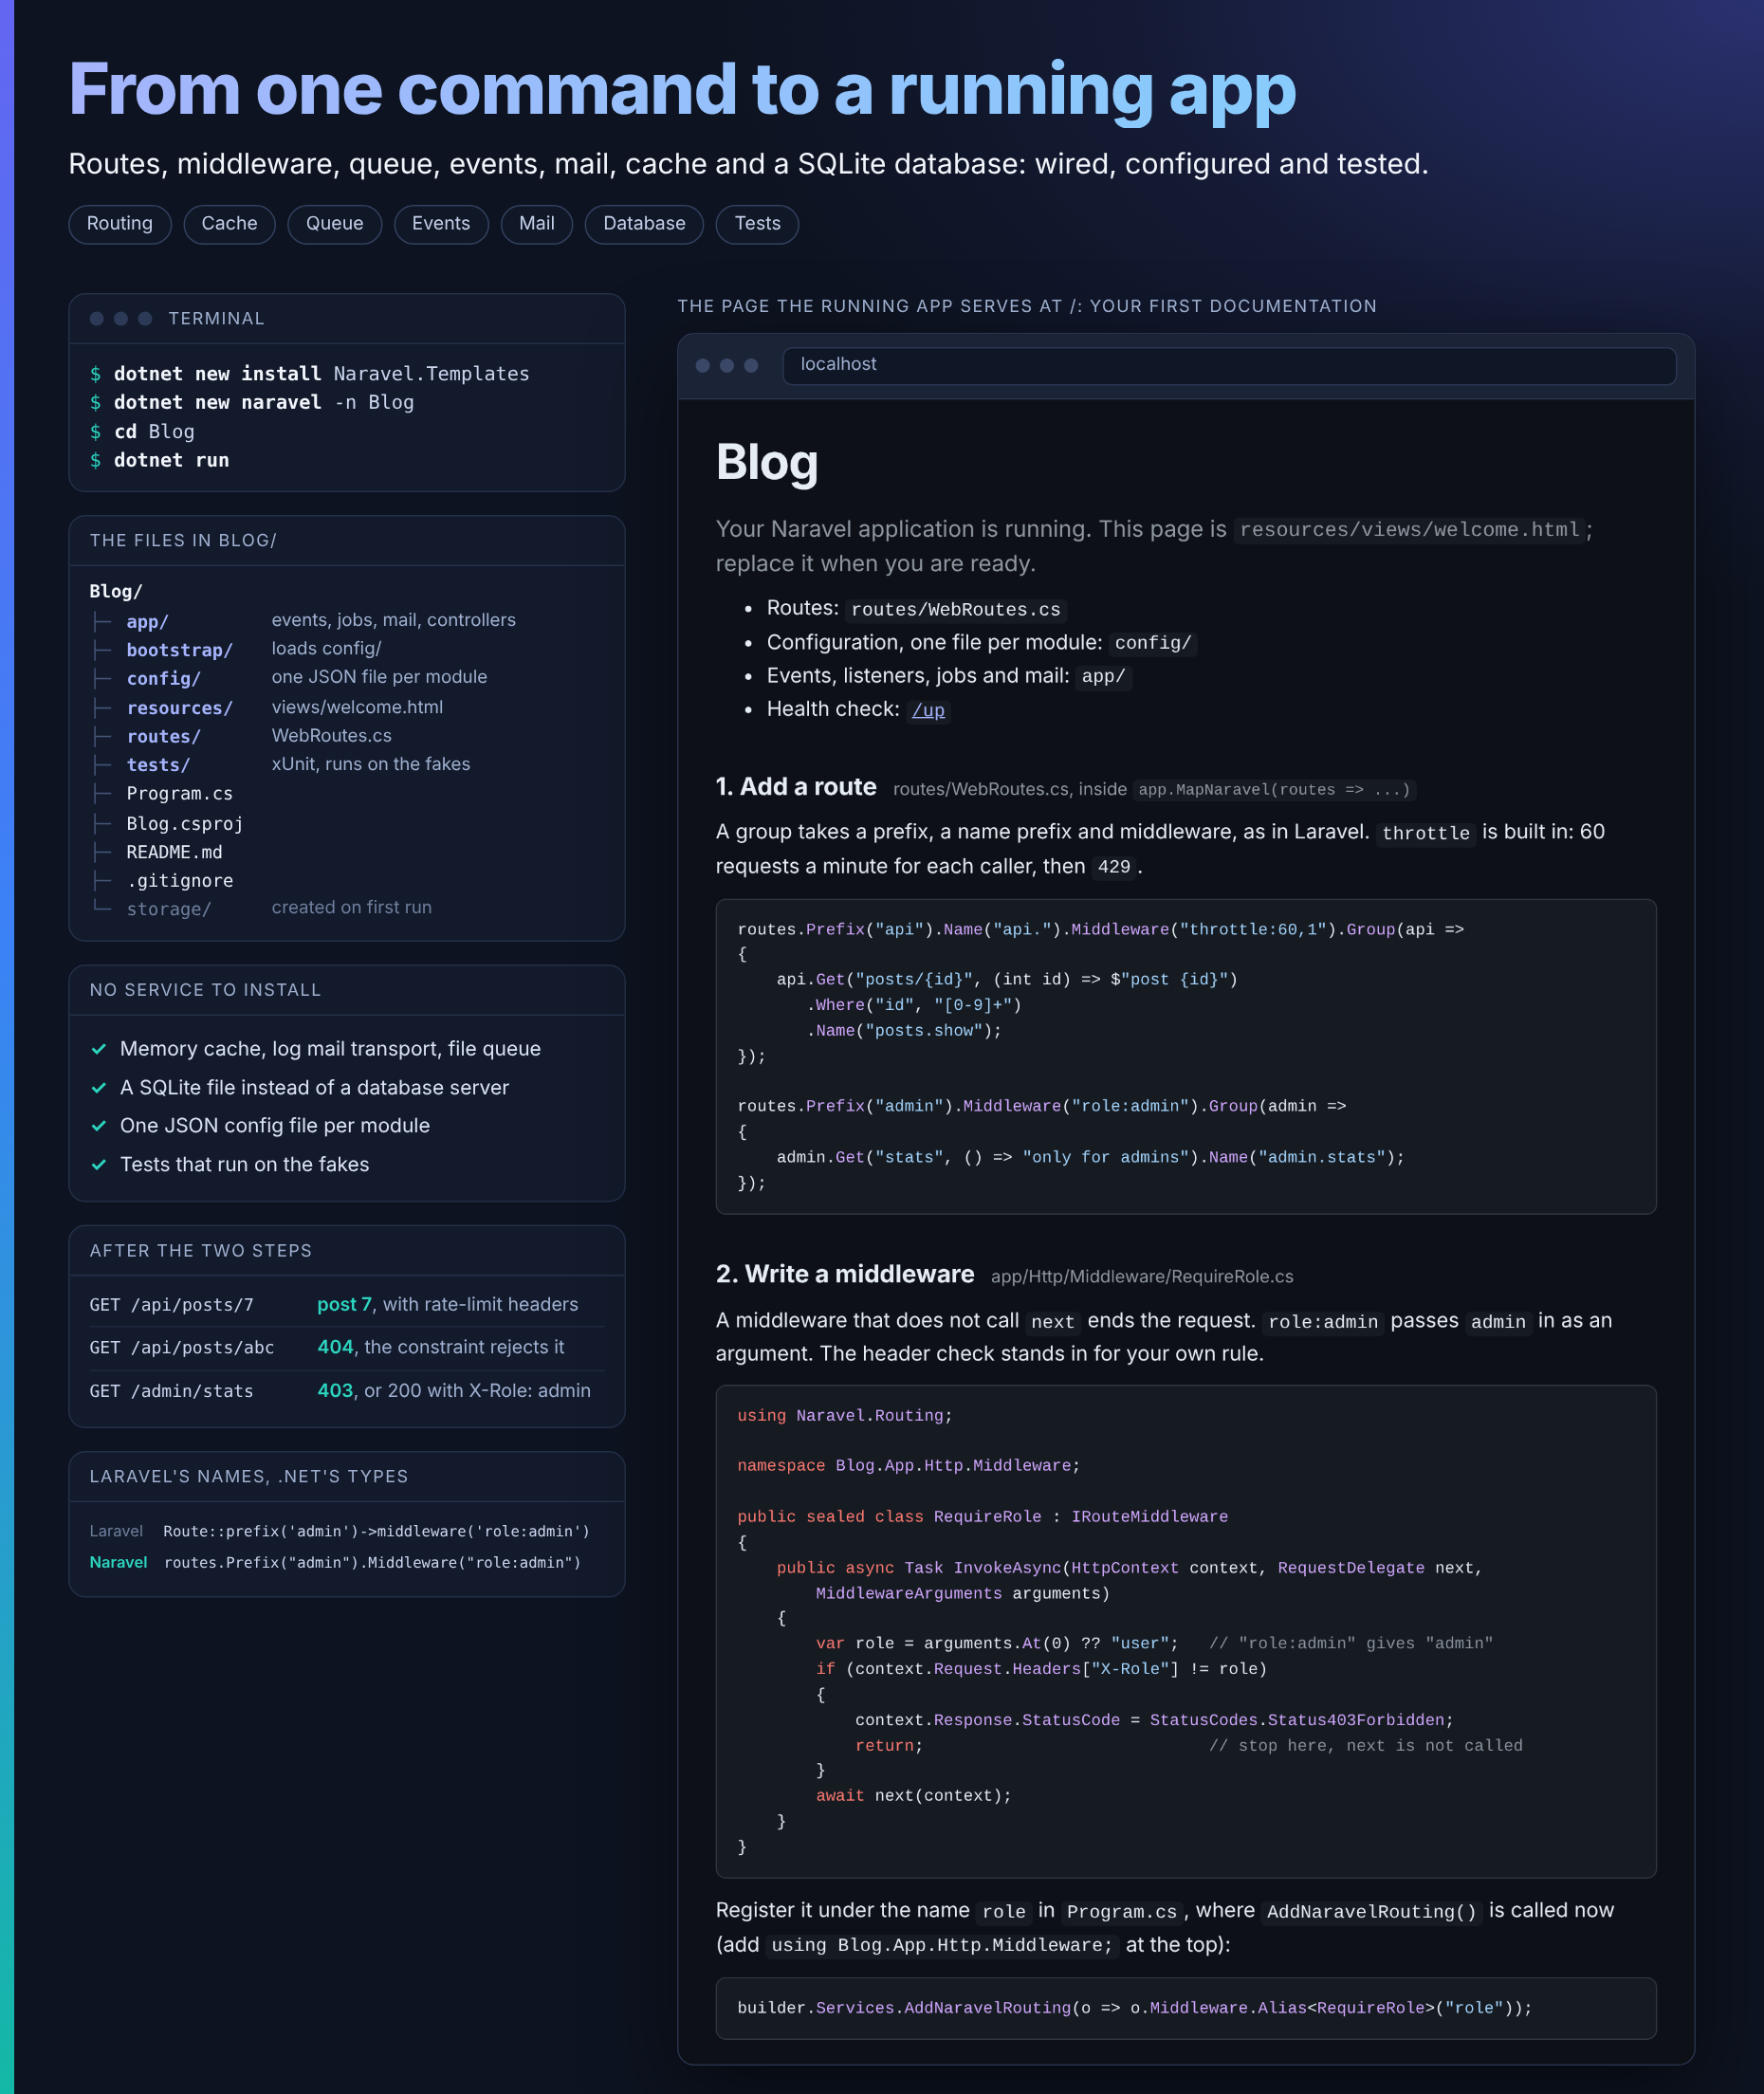 From one command to a running app
Routes, middleware, queue, events, mail, cache and a SQLite database: wired, configured and tested.
Routing Cache Queue Events Mail Database Tests
TERMINAL
$ dotnet new install Naravel.Templates
$ dotnet new naravel -n Blog
$ cd Blog
$ dotnet run
THE FILES IN BLOG/
Blog/
├─ app/ events, jobs, mail, controllers
├─ bootstrap/ loads config/
├─ config/ one JSON file per module
├─ resources/ views/welcome.html
├─ routes/ WebRoutes.cs
├─ tests/ xUnit, runs on the fakes
├─ Program.cs
├─ Blog.csproj
├─ README.md
├─ .gitignore
└─ storage/ created on first run
NO SERVICE TO INSTALL
✓ Memory cache, log mail transport, file queue
✓ A SQLite file instead of a database server
✓ One JSON config file per module
✓ Tests that run on the fakes
AFTER THE TWO STEPS
GET /api/posts/7 post 7, with rate-limit headers
GET /api/posts/abc 404, the constraint rejects it
GET /admin/stats 403, or 200 with X-Role: admin
LARAVEL'S NAMES, .NET'S TYPES
Laravel Route::prefix('admin')->middleware('role:admin')
Naravel routes.Prefix("admin").Middleware("role:admin")
THE PAGE THE RUNNING APP SERVES AT /: YOUR FIRST DOCUMENTATION
localhost
Blog
Your Naravel application is running. This page is resources/views/welcome.html;
replace it when you are ready.
• Routes: routes/WebRoutes.cs
• Configuration, one file per module: config/
• Events, listeners, jobs and mail: app/
• Health check: /up
1. Add a route routes/WebRoutes.cs, inside app.MapNaravel(routes => ...)
A group takes a prefix, a name prefix and middleware, as in Laravel. throttle is built in: 60
requests a minute for each caller, then 429.
routes.Prefix("api").Name("api.").Middleware("throttle:60,1").Group(api =>
{
    api.Get("posts/{id}", (int id) => $"post {id}")
       .Where("id", "[0-9]+")
       .Name("posts.show");
});
routes.Prefix("admin").Middleware("role:admin").Group(admin =>
{
    admin.Get("stats", () => "only for admins").Name("admin.stats");
});
2. Write a middleware app/Http/Middleware/RequireRole.cs
A middleware that does not call next ends the request. role:admin passes admin in as an
argument. The header check stands in for your own rule.
using Naravel.Routing;
namespace Blog.App.Http.Middleware;
public sealed class RequireRole : IRouteMiddleware
{
    public async Task InvokeAsync(HttpContext context, RequestDelegate next,
        MiddlewareArguments arguments)
    {
        var role = arguments.At(0) ?? "user";   // "role:admin" gives "admin"
        if (context.Request.Headers["X-Role"] != role)
        {
            context.Response.StatusCode = StatusCodes.Status403Forbidden;
            return;                             // stop here, next is not called
        }
        await next(context);
    }
}
Register it under the name role in Program.cs, where AddNaravelRouting() is called now
(add using Blog.App.Http.Middleware; at the top):
builder.Services.AddNaravelRouting(o => o.Middleware.Alias<RequireRole>("role"));